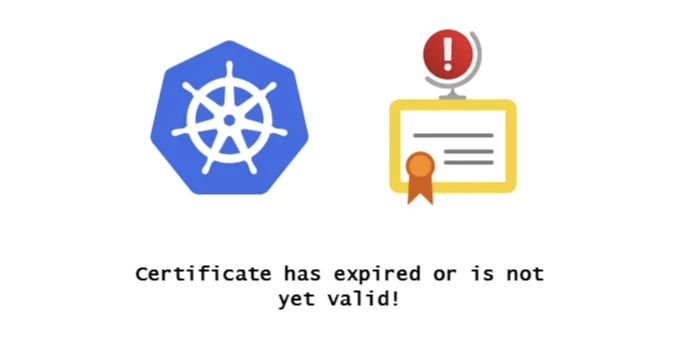 Certificate has expired or is not
yet valid!